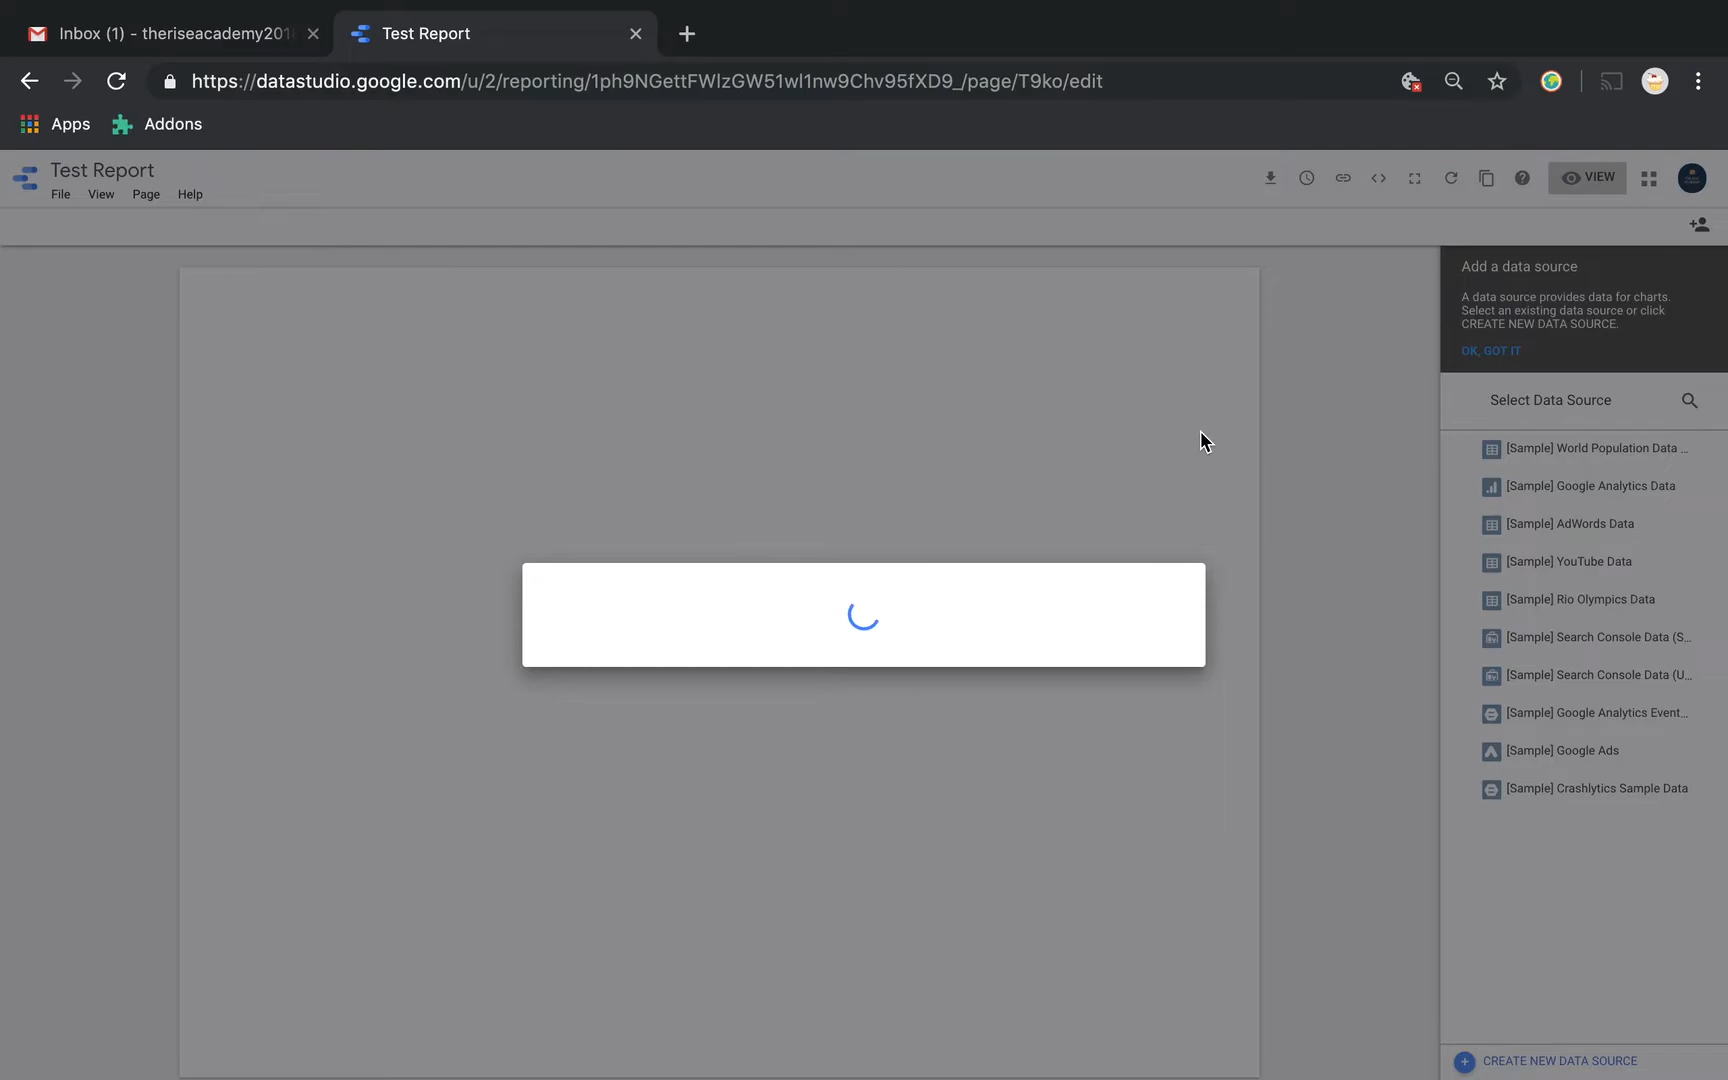 Inbox (1) - theriseacademy201
Test Report
https://datastudio.google.com/u/2/reporting/1ph9NGettFWlzGW51wl1nw9Chv95fXD9_/page/T9ko/edit
Apps
Addons
Test Report
File View Page Help
VIEW
Add a data source
A data source provides data for charts.
Select an existing data source or click
CREATE NEW DATA SOURCE.
OK, GOT IT
Select Data Source
[Sample] World Population Data ...
[Sample] Google Analytics Data
[Sample] AdWords Data
[Sample] YouTube Data
[Sample] Rio Olympics Data
[Sample] Search Console Data (S...
[Sample] Search Console Data (U...
[Sample] Google Analytics Event...
[Sample] Google Ads
[Sample] Crashlytics Sample Data
CREATE NEW DATA SOURCE